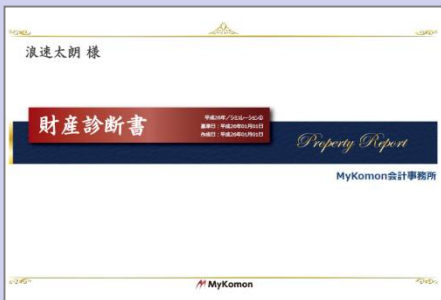 浪速太朗 様
財産診断書
平成28年/シミュレーション①
基準日：平成28年01月01日
作成日：平成28年01月01日
Property Report
MyKomon会計事務所
MyKomon